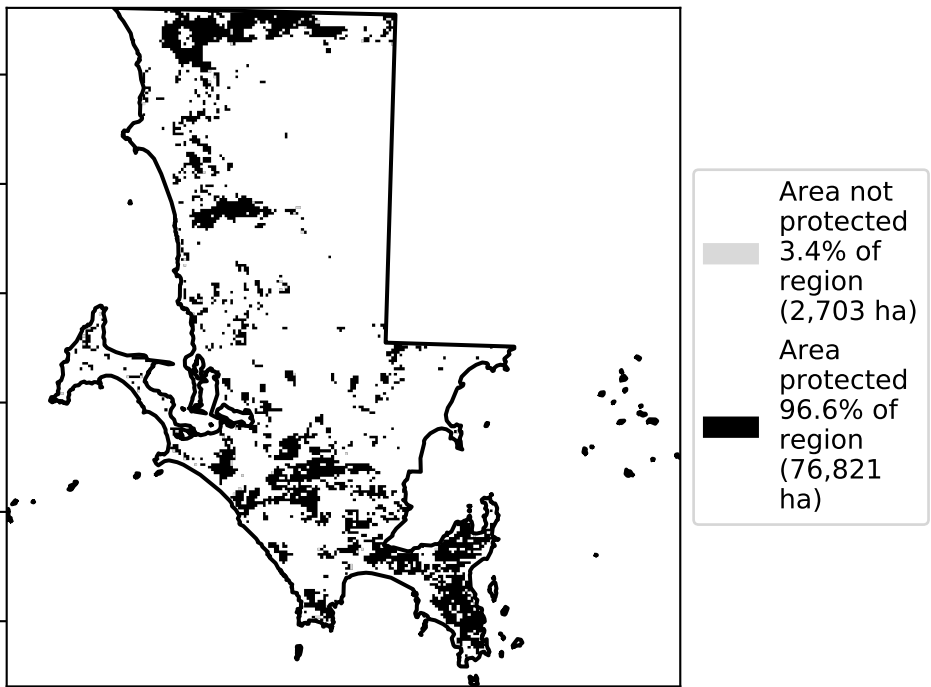 Area not
protected
3.4% of
region
(2,703 ha)
Area
protected
96.6% of
region
(76,821
ha)